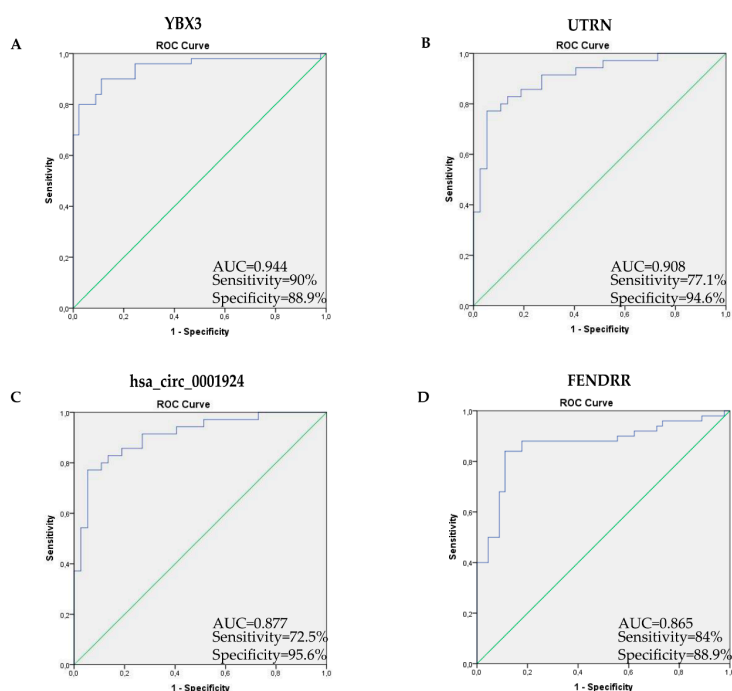 YBX3
A
ROC Curve
1,0
0,8
0,6
0,4
0,2
0,0
Sensitivity
AUC=0.944
Sensitivity=90%
Specificity=88.9%
0,0 0,2 0,4 0,6 0,8 1,0
1 - Specificity
UTRN
B
ROC Curve
1,0
0,8
0,6
0,4
0,2
0,0
Sensitivity
AUC=0.908
Sensitivity=77.1%
Specificity=94.6%
0,0 0,2 0,4 0,6 0,8 1,0
1 - Specificity
hsa_circ_0001924
C
ROC Curve
1,0
0,8
0,6
0,4
0,2
0,0
Sensitivity
AUC=0.877
Sensitivity=72.5%
Specificity=95.6%
0,0 0,2 0,4 0,6 0,8 1,0
1 - Specificity
FENDRR
D
ROC Curve
1,0
0,8
0,6
0,4
0,2
0,0
Sensitivity
AUC=0.865
Sensitivity=84%
Specificity=88.9%
0,0 0,2 0,4 0,6 0,8 1,0
1 - Specificity